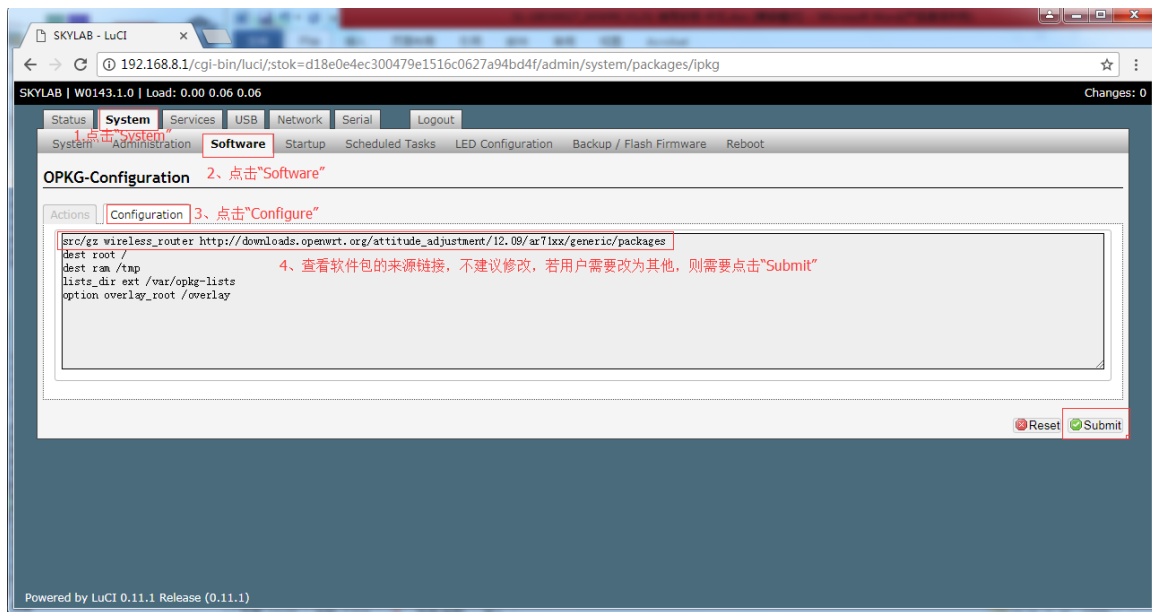 SKYLAB - LuCI
192.168.8.1/cgi-bin/luci/;stok=d18e0e4ec300479e1516c0627a94bd4f/admin/system/packages/ipkg
SKYLAB | W0143.1.0 | Load: 0.00 0.06 0.06 Changes: 0
Status System Services USB Network Serial Logout
1.点击"System"
System Administration Software Startup Scheduled Tasks LED Configuration Backup / Flash Firmware Reboot
OPKG-Configuration 2、点击"Software"
Actions Configuration 3、点击"Configure"
src/gz wireless_router http://downloads.openwrt.org/attitude_adjustment/12.09/ar71xx/generic/packages
dest root /
dest ram /tmp
lists_dir ext /var/opkg-lists
option overlay_root /overlay
4、查看软件包的来源链接，不建议修改，若用户需要改为其他，则需要点击"Submit"
Reset Submit
Powered by LuCI 0.11.1 Release (0.11.1)